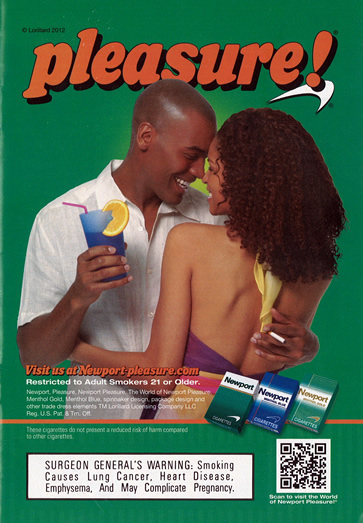 © Lorillard 2012
pleasure!
Visit us at Newport-pleasure.com
Restricted to Adult Smokers 21 or Older.
Newport, Pleasure, Newport Pleasure, The World of Newport Pleasure,
Menthol Gold, Menthol Blue, spinnaker design, package design and
other trade dress elements TM Lorillard Licensing Company LLC
Reg. U.S. Pat. & Tm. Off.
Newport
CIGARETTES
Newport
CIGARETTES
Newport
CIGARETTES
These cigarettes do not present a reduced risk of harm compared
to other cigarettes.
SURGEON GENERAL'S WARNING: Smoking
Causes Lung Cancer, Heart Disease,
Emphysema, And May Complicate Pregnancy.
Scan to visit the World
of Newport Pleasure!®